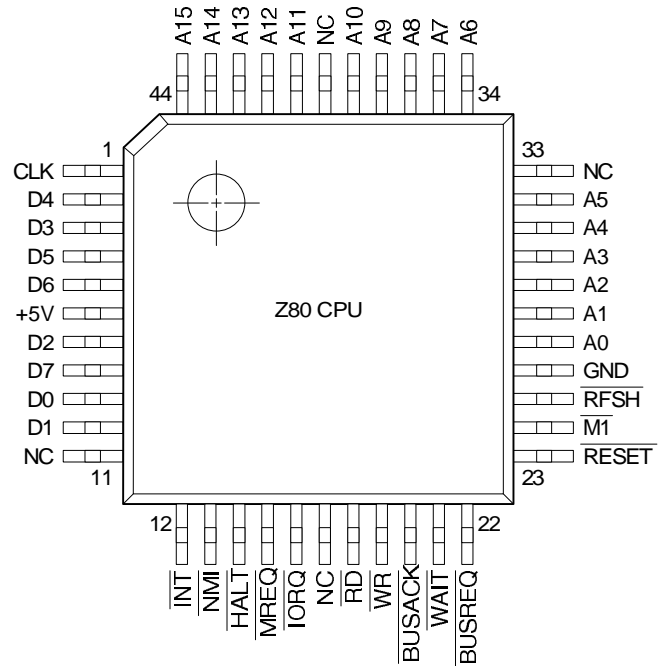 A15
A14
A13
A12
A11
NC
A10
A9
A8
A7
A6
44
34
1
33
CLK
D4
D3
D5
D6
+5V
D2
D7
D0
D1
NC
Z80 CPU
NC
A5
A4
A3
A2
A1
A0
GND
RFSH
M1
RESET
11
23
12
22
INT
NMI
HALT
MREQ
IORQ
NC
RD
WR
BUSACK
WAIT
BUSREQ